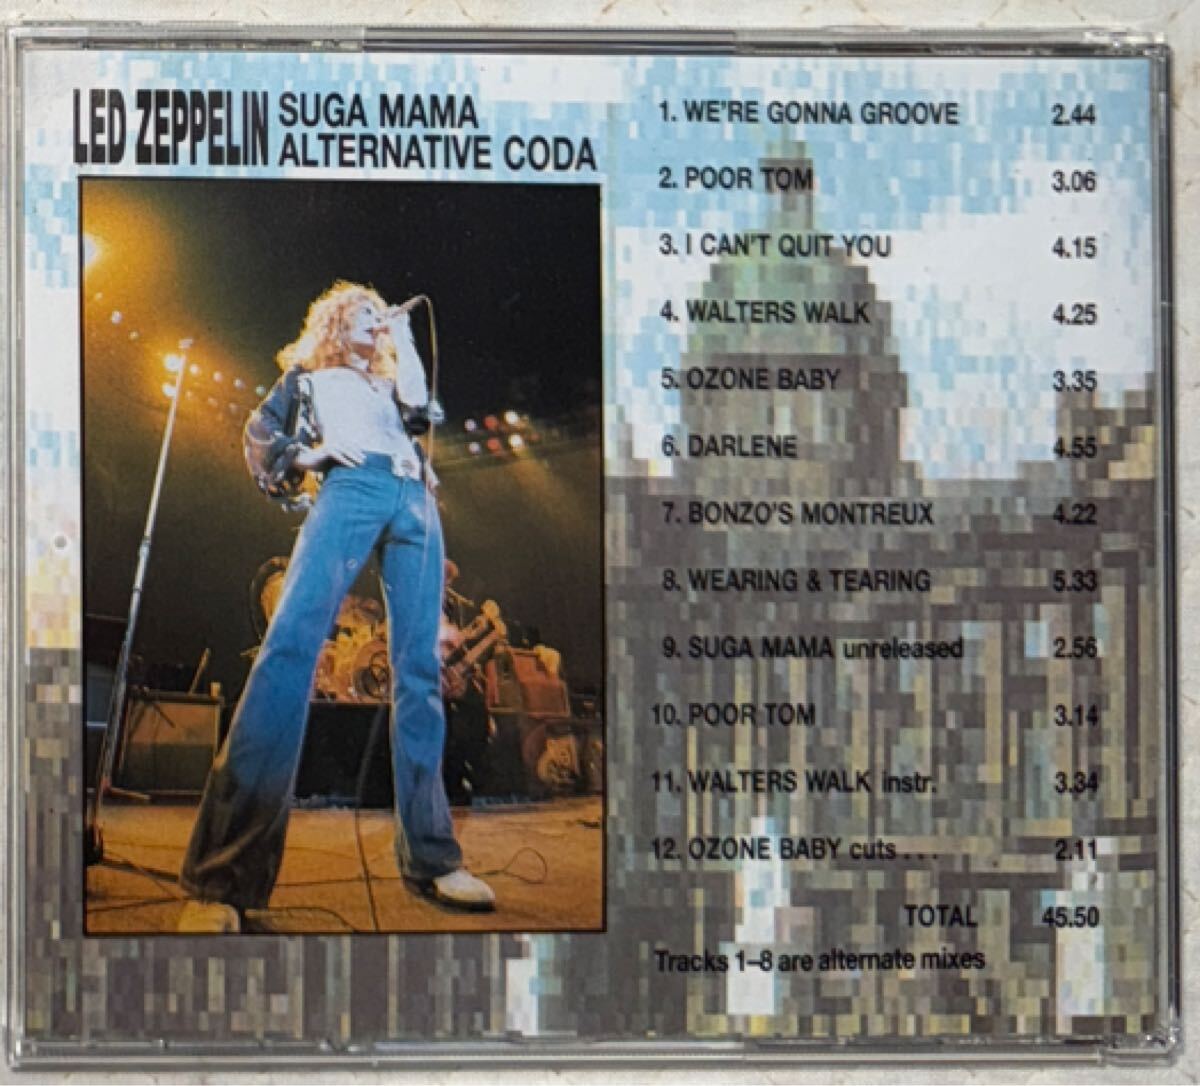 LED ZEPPELIN SUGA MAMA
ALTERNATIVE CODA
1. WE'RE GONNA GROOVE 2.44
2. POOR TOM 3.06
3. I CAN'T QUIT YOU 4.15
4. WALTERS WALK 4.25
5. OZONE BABY 3.35
6. DARLENE 4.55
7. BONZO'S MONTREUX 4.22
8. WEARING & TEARING 5.33
9. SUGA MAMA unreleased 2.56
10. POOR TOM 3.14
11. WALTERS WALK instr. 3.34
12. OZONE BABY cuts . . . 2.11
TOTAL 45.50
Tracks 1–8 are alternate mixes